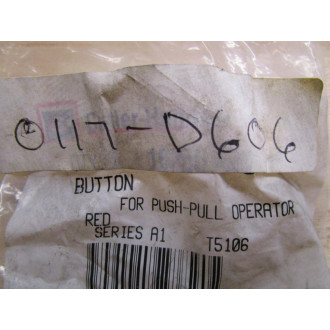 0117-D606
BUTTON
FOR PUSH-PULL OPERATOR
RED
SERIES A1 T5106